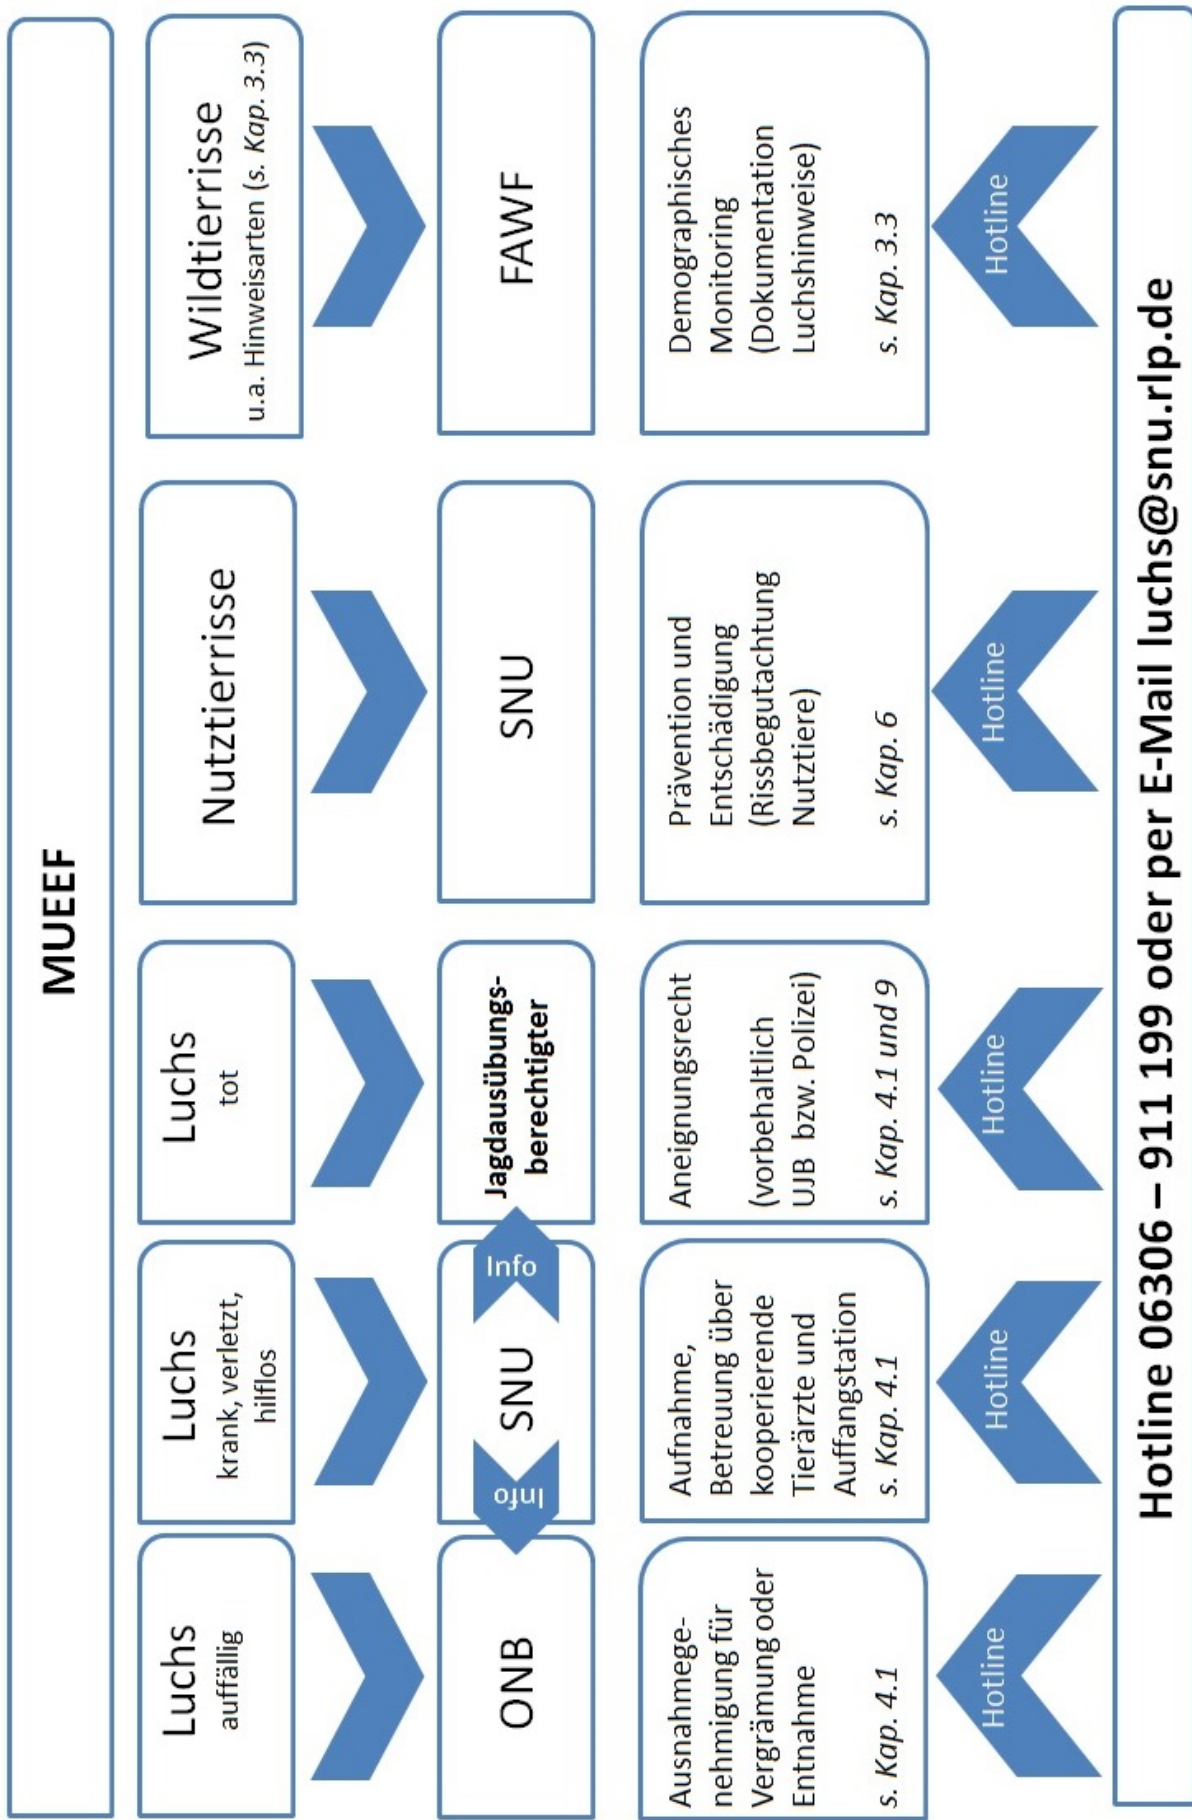 MUEEF
Luchs
auffällig
Luchs
krank, verletzt,
hilflos
Luchs
tot
Nutztierrisse
Wildtierrisse
u.a. Hinweisarten (s. Kap. 3.3)
ONB
Info
SNU
Info
Jagdausübungs-
berechtigter
SNU
FAWF
Ausnahmege-
nehmigung für
Vergrämung oder
Entnahme
s. Kap. 4.1
Aufnahme,
Betreuung über
kooperierende
Tierärzte und
Auffangstation
s. Kap. 4.1
Aneignungsrecht
(vorbehaltlich
UJB bzw. Polizei)
s. Kap. 4.1 und 9
Prävention und
Entschädigung
(Rissbegutachtung
Nutztiere)
s. Kap. 6
Demographisches
Monitoring
(Dokumentation
Luchshinweise)
s. Kap. 3.3
Hotline
Hotline
Hotline
Hotline
Hotline
Hotline 06306 – 911 199 oder per E-Mail luchs@snu.rlp.de